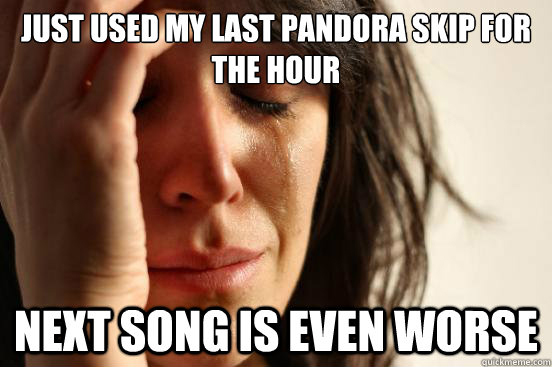 JUST USED MY LAST PANDORA SKIP FOR
THE HOUR
NEXT SONG IS EVEN WORSE
quickmeme.com